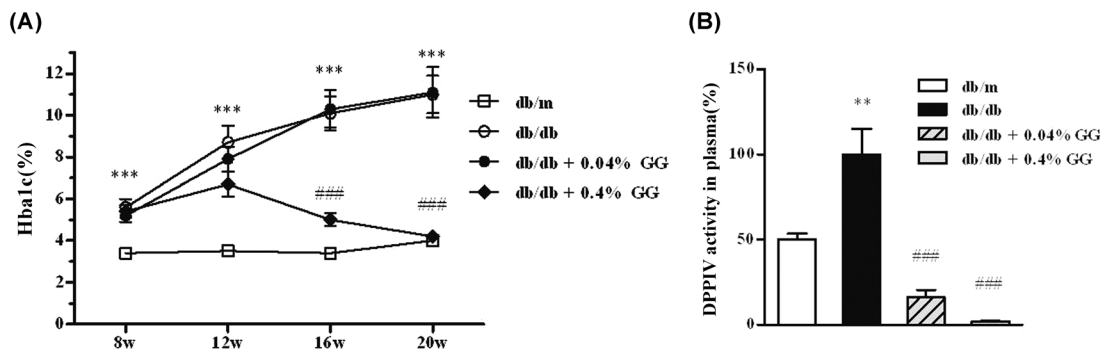 (A)
Hba1c(%)
12
10
8
6
4
2
0
8w
12w
16w
20w
***
***
***
***
###
###
db/m
db/db
db/db + 0.04% GG
db/db + 0.4% GG
(B)
DPPIV activity in plasma(%)
150
100
50
0
**
###
###
db/m
db/db
db/db + 0.04% GG
db/db + 0.4% GG